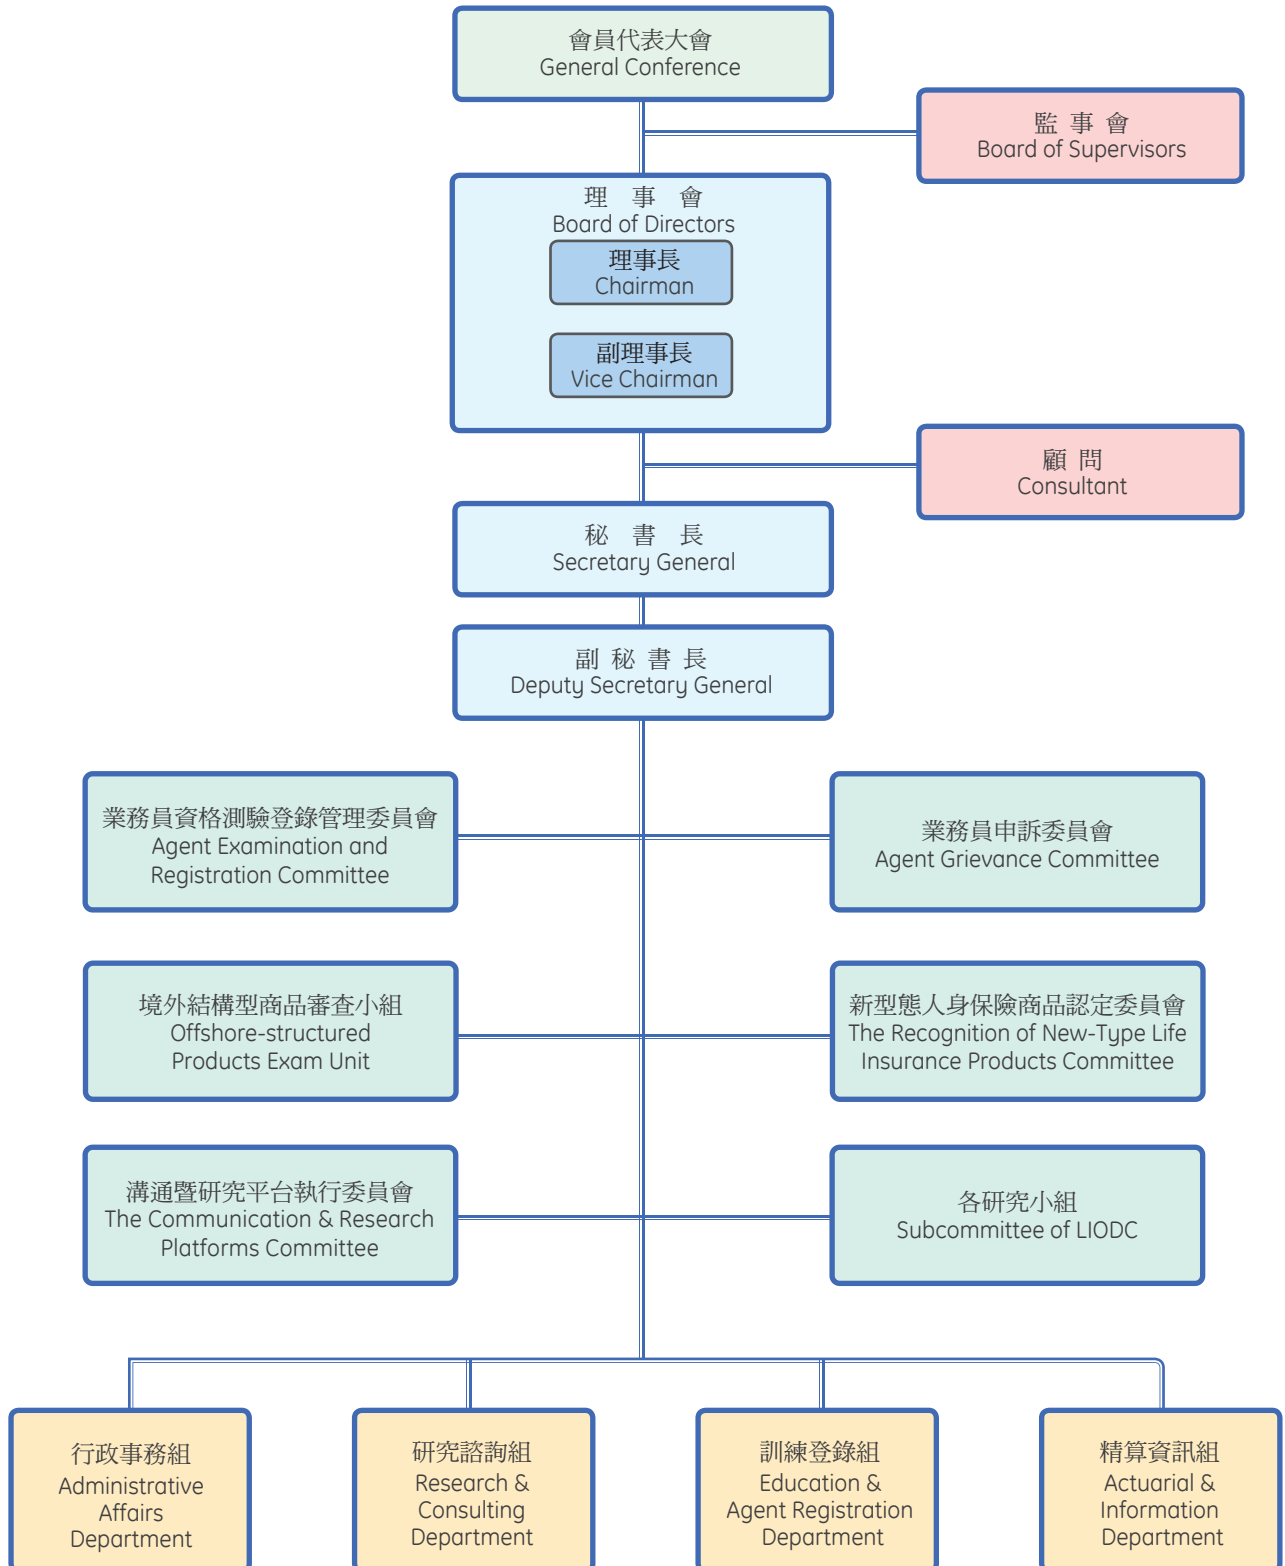 會員代表大會
General Conference
監 事 會
Board of Supervisors
理 事 會
Board of Directors
理事長
Chairman
副理事長
Vice Chairman
顧 問
Consultant
秘 書 長
Secretary General
副 秘 書 長
Deputy Secretary General
業務員資格測驗登錄管理委員會
Agent Examination and
Registration Committee
業務員申訴委員會
Agent Grievance Committee
境外結構型商品審查小組
Offshore-structured
Products Exam Unit
新型態人身保險商品認定委員會
The Recognition of New-Type Life
Insurance Products Committee
溝通暨研究平台執行委員會
The Communication & Research
Platforms Committee
各研究小組
Subcommittee of LIODC
行政事務組
Administrative
Affairs
Department
研究諮詢組
Research &
Consulting
Department
訓練登錄組
Education &
Agent Registration
Department
精算資訊組
Actuarial &
Information
Department